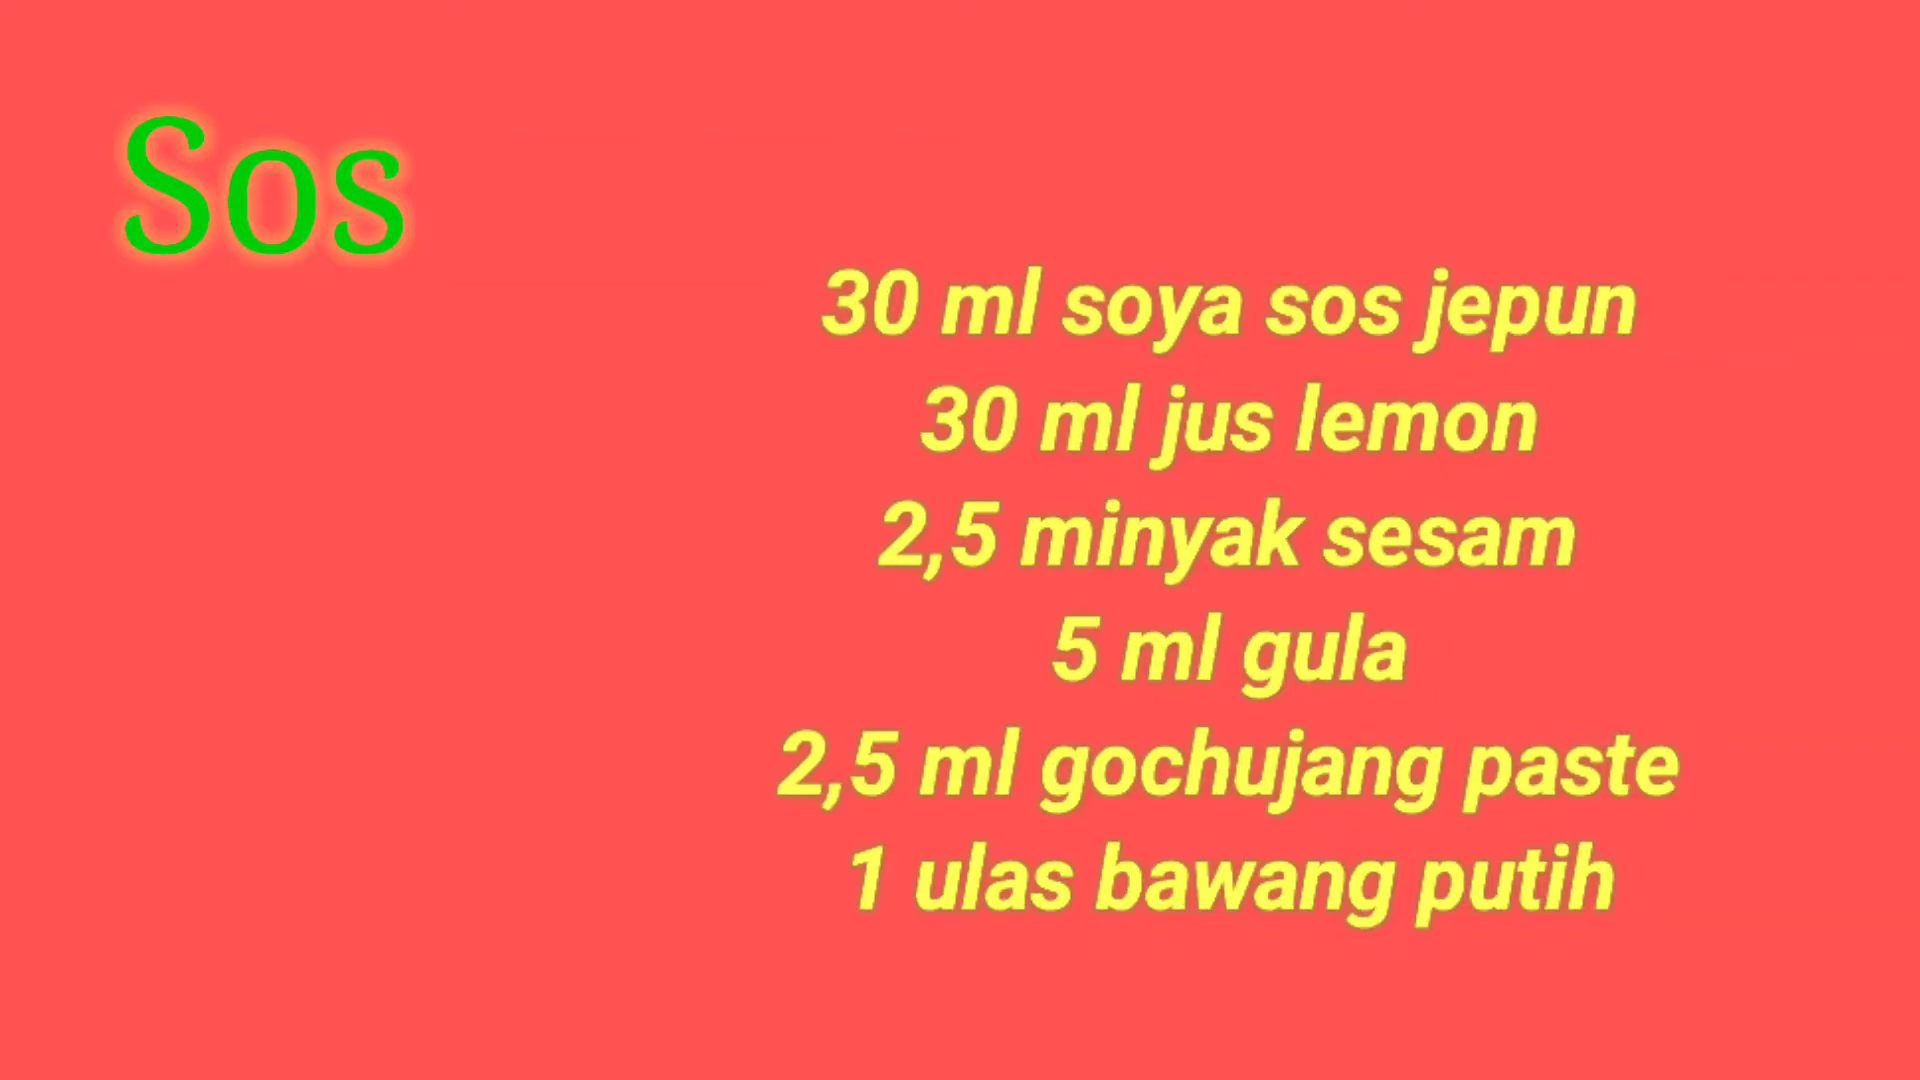 Sos
30 ml soya sos jepun
30 ml jus lemon
2,5 minyak sesam
5 ml gula
2,5 ml gochujang paste
1 ulas bawang putih